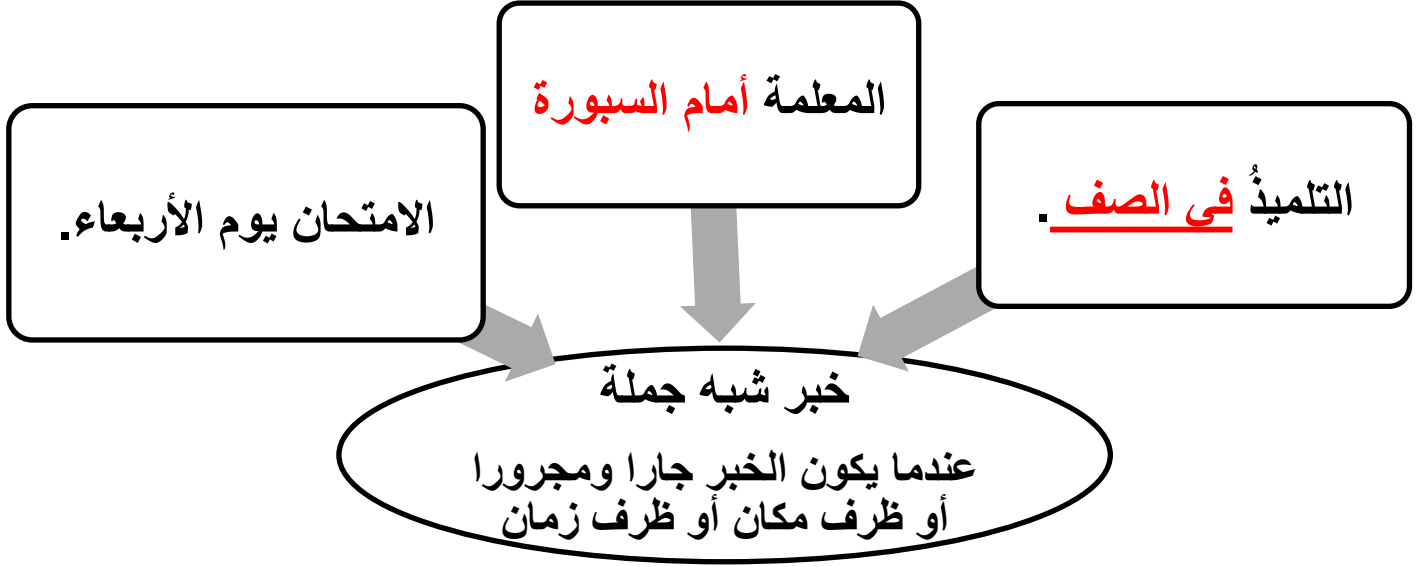 المعلمة أمام السبورة
التلميذُ في الصف .
الامتحان يوم الأربعاء.
خبر شبه جملة
عندما يكون الخبر جارا ومجرورا
أو ظرف مكان أو ظرف زمان